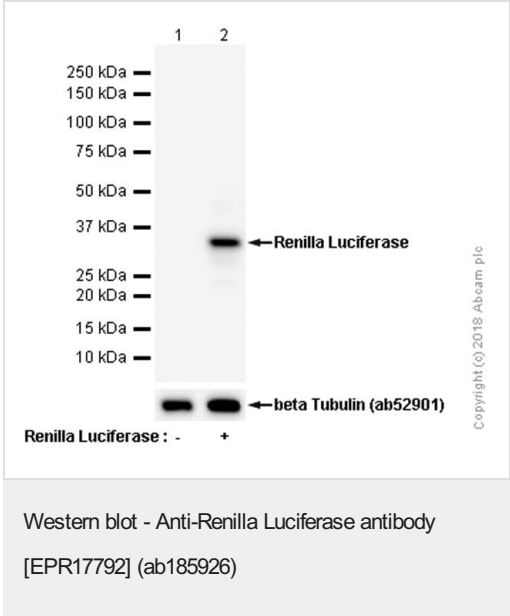 1 2
250 kDa
150 kDa
100 kDa
75 kDa
50 kDa
37 kDa
Renilla Luciferase
25 kDa
20 kDa
15 kDa
10 kDa
beta Tubulin (ab52901)
Renilla Luciferase : - +
Copyright (c) 2018 Abcam plc
Western blot - Anti-Renilla Luciferase antibody
[EPR17792] (ab185926)